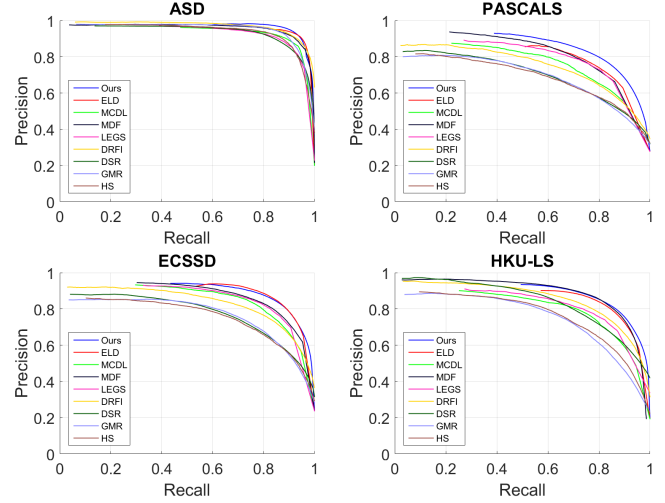 ASD
Precision
1
0.8
0.6
0.4
0.2
0
Ours
ELD
MCDL
MDF
LEGS
DRFI
DSR
GMR
HS
0 0.2 0.4 0.6 0.8 1
Recall
PASCALS
Precision
1
0.8
0.6
0.4
0.2
0
Ours
ELD
MCDL
MDF
LEGS
DRFI
DSR
GMR
HS
0 0.2 0.4 0.6 0.8 1
Recall
ECSSD
Precision
1
0.8
0.6
0.4
0.2
0
Ours
ELD
MCDL
MDF
LEGS
DRFI
DSR
GMR
HS
0 0.2 0.4 0.6 0.8 1
Recall
HKU-LS
Precision
1
0.8
0.6
0.4
0.2
0
Ours
ELD
MCDL
MDF
LEGS
DRFI
DSR
GMR
HS
0 0.2 0.4 0.6 0.8 1
Recall